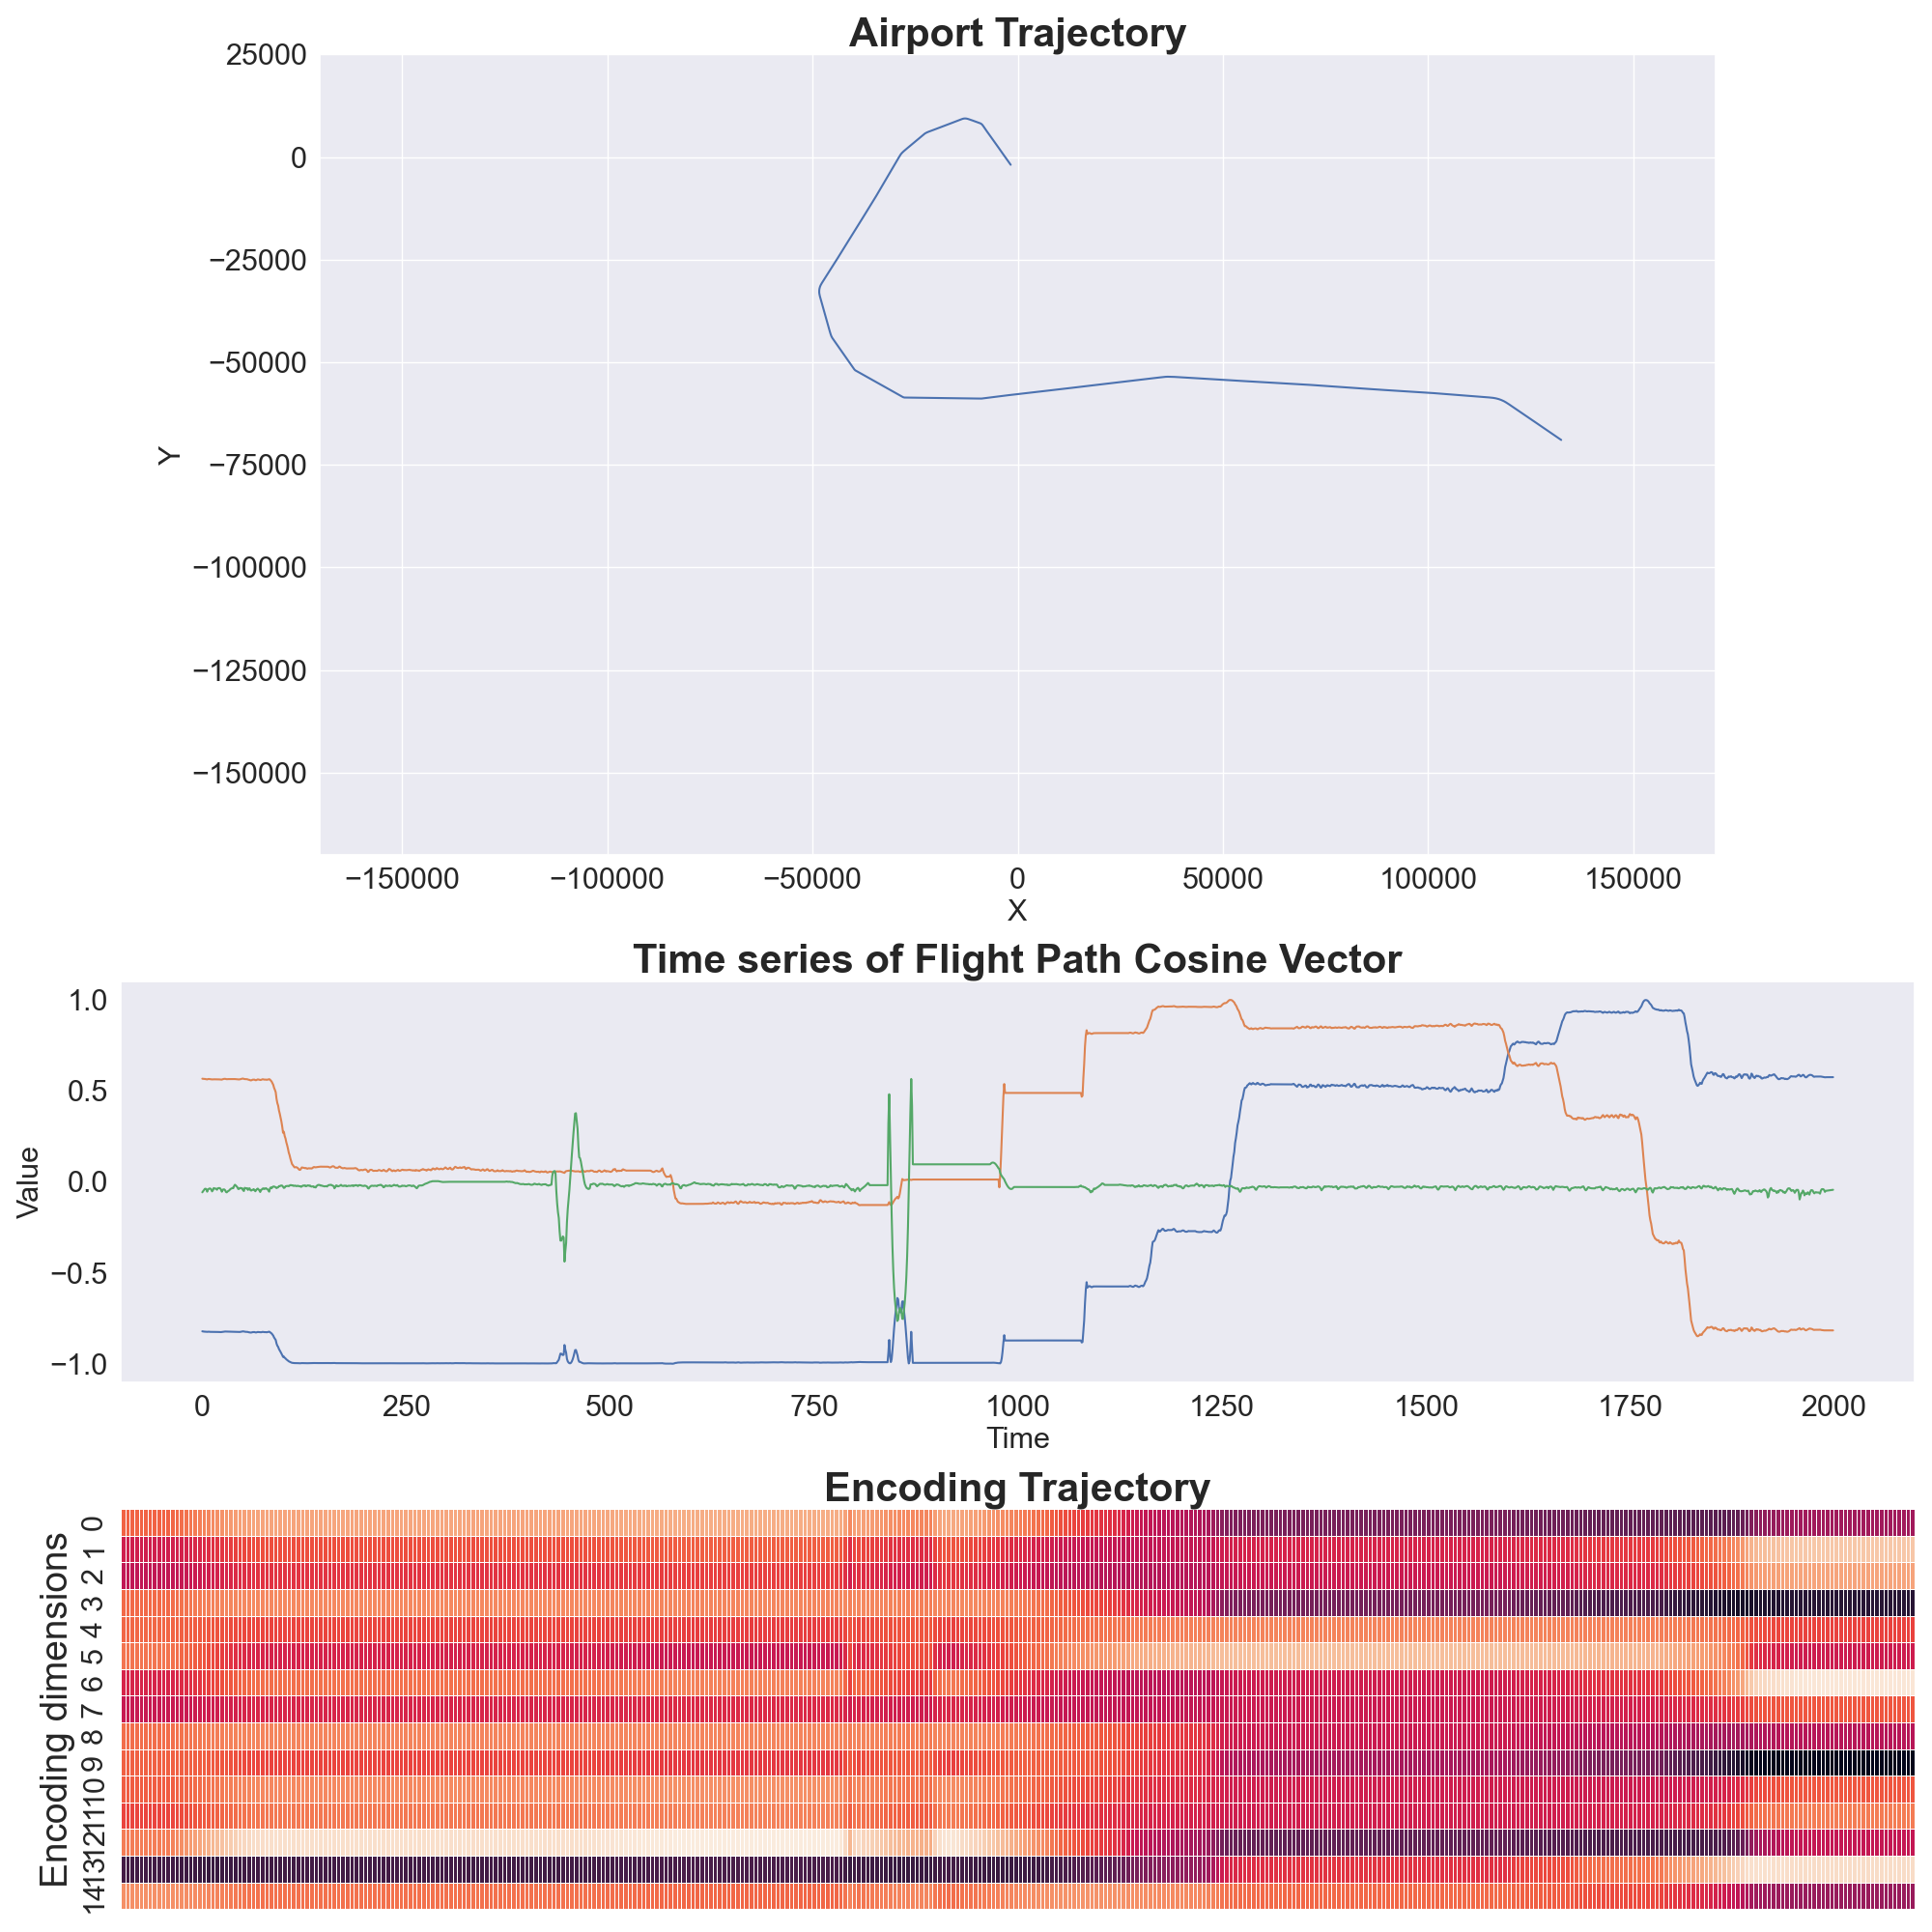 Airport Trajectory
25000
0
−25000
−50000
−75000
−100000
−125000
−150000
Y
−150000 −100000 −50000 0 50000 100000 150000
X
Time series of Flight Path Cosine Vector
1.0
0.5
0.0
−0.5
−1.0
Value
0 250 500 750 1000 1250 1500 1750 2000
Time
Encoding Trajectory
Encoding dimensions
0
1
2
3
4
5
6
7
8
9
10
11
12
13
14